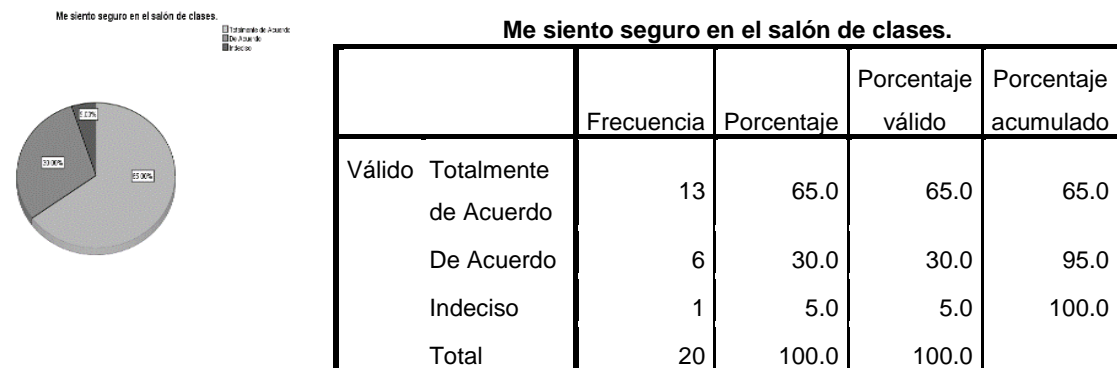 Me siento seguro en el salón de clases.
Totalmente de Acuerdo
De Acuerdo
Indeciso
5.00%
30.00%
65.00%
Me siento seguro en el salón de clases.
Frecuencia Porcentaje Porcentaje válido Porcentaje acumulado
Válido Totalmente de Acuerdo 13 65.0 65.0 65.0
De Acuerdo 6 30.0 30.0 95.0
Indeciso 1 5.0 5.0 100.0
Total 20 100.0 100.0